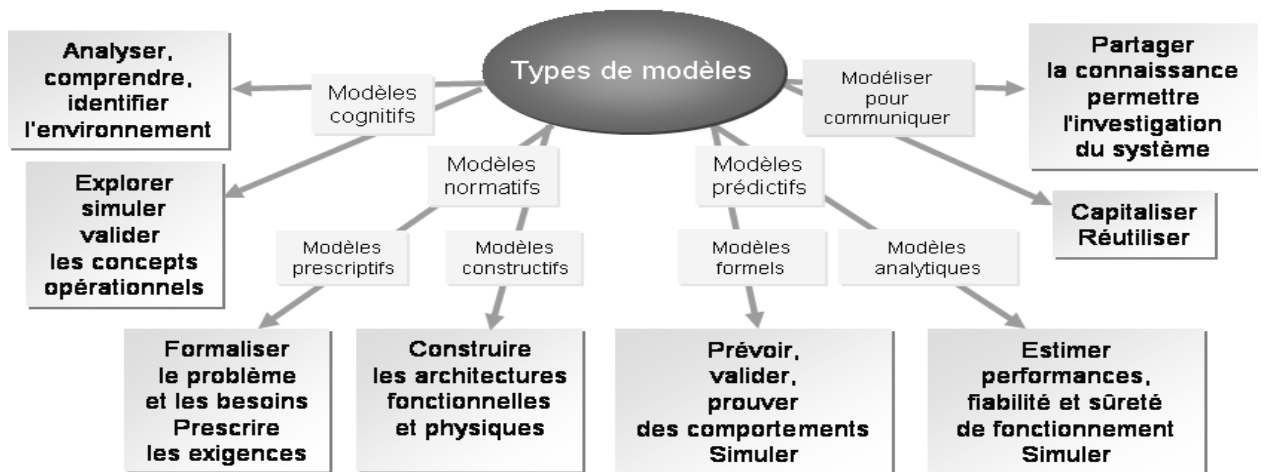 Types de modèles
Analyser,
comprendre,
identifier
l'environnement
Modèles
cognitifs
Modéliser
pour
communiquer
Partager
la connaissance
permettre
l'investigation
du système
Explorer
simuler
valider
les concepts
opérationnels
Modèles
normatifs
Modèles
prédictifs
Capitaliser
Réutiliser
Modèles
prescriptifs
Modèles
constructifs
Modèles
formels
Modèles
analytiques
Formaliser
le problème
et les besoins
Prescrire
les exigences
Construire
les architectures
fonctionnelles
et physiques
Prévoir,
valider,
prouver
des comportements
Simuler
Estimer
performances,
fiabilité et sûreté
de fonctionnement
Simuler